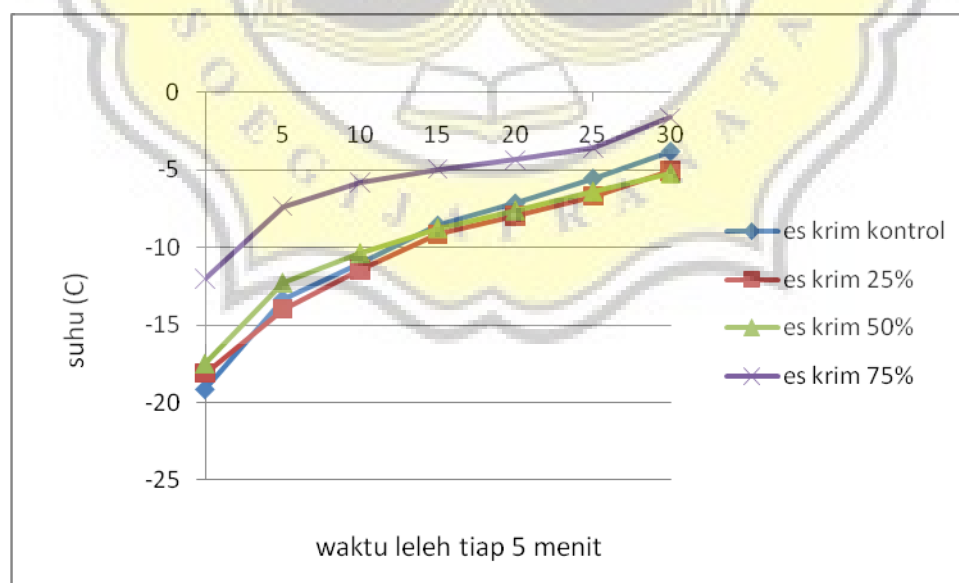 0
5 10 15 20 25 30
-5
-10
-15
-20
-25
suhu (C)
waktu leleh tiap 5 menit
es krim kontrol
es krim 25%
es krim 50%
es krim 75%
SOEGIJAPRANATA